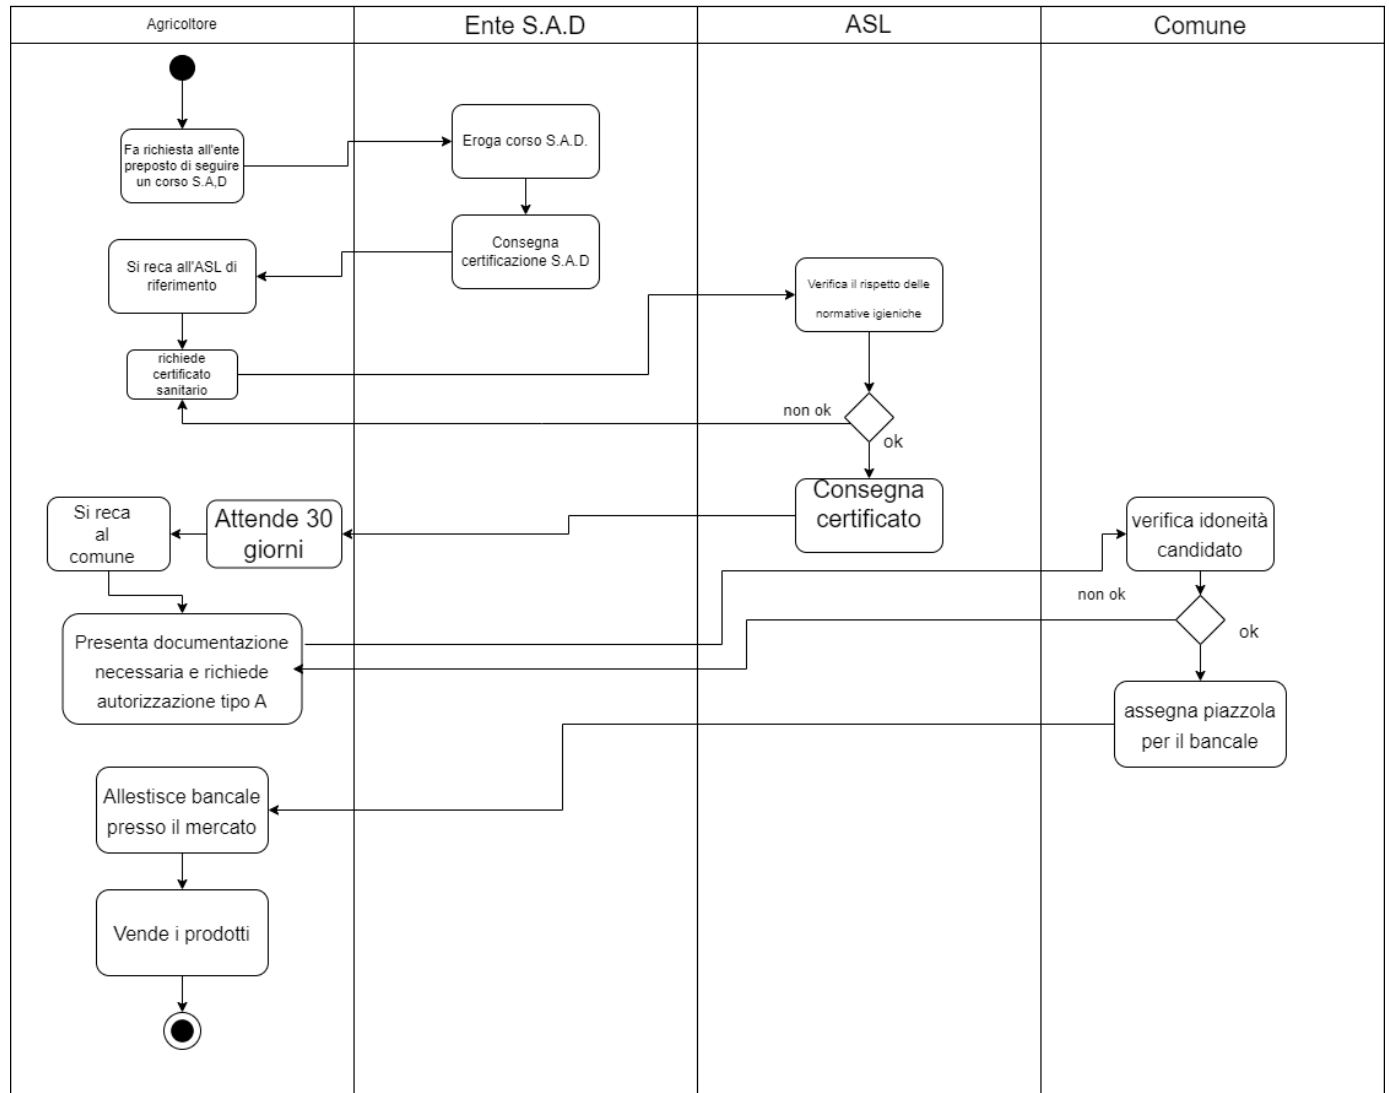 Agricoltore
Ente S.A.D
ASL
Comune
Fa richiesta all'ente
preposto di seguire
un corso S.A,D
Eroga corso S.A.D.
Consegna
certificazione S.A.D
Si reca all'ASL di
riferimento
richiede
certificato
sanitario
Verifica il rispetto delle
normative igieniche
non ok
ok
Consegna
certificato
Attende 30
giorni
Si reca
al
comune
Presenta documentazione
necessaria e richiede
autorizzazione tipo A
verifica idoneità
candidato
non ok
ok
assegna piazzola
per il bancale
Allestisce bancale
presso il mercato
Vende i prodotti